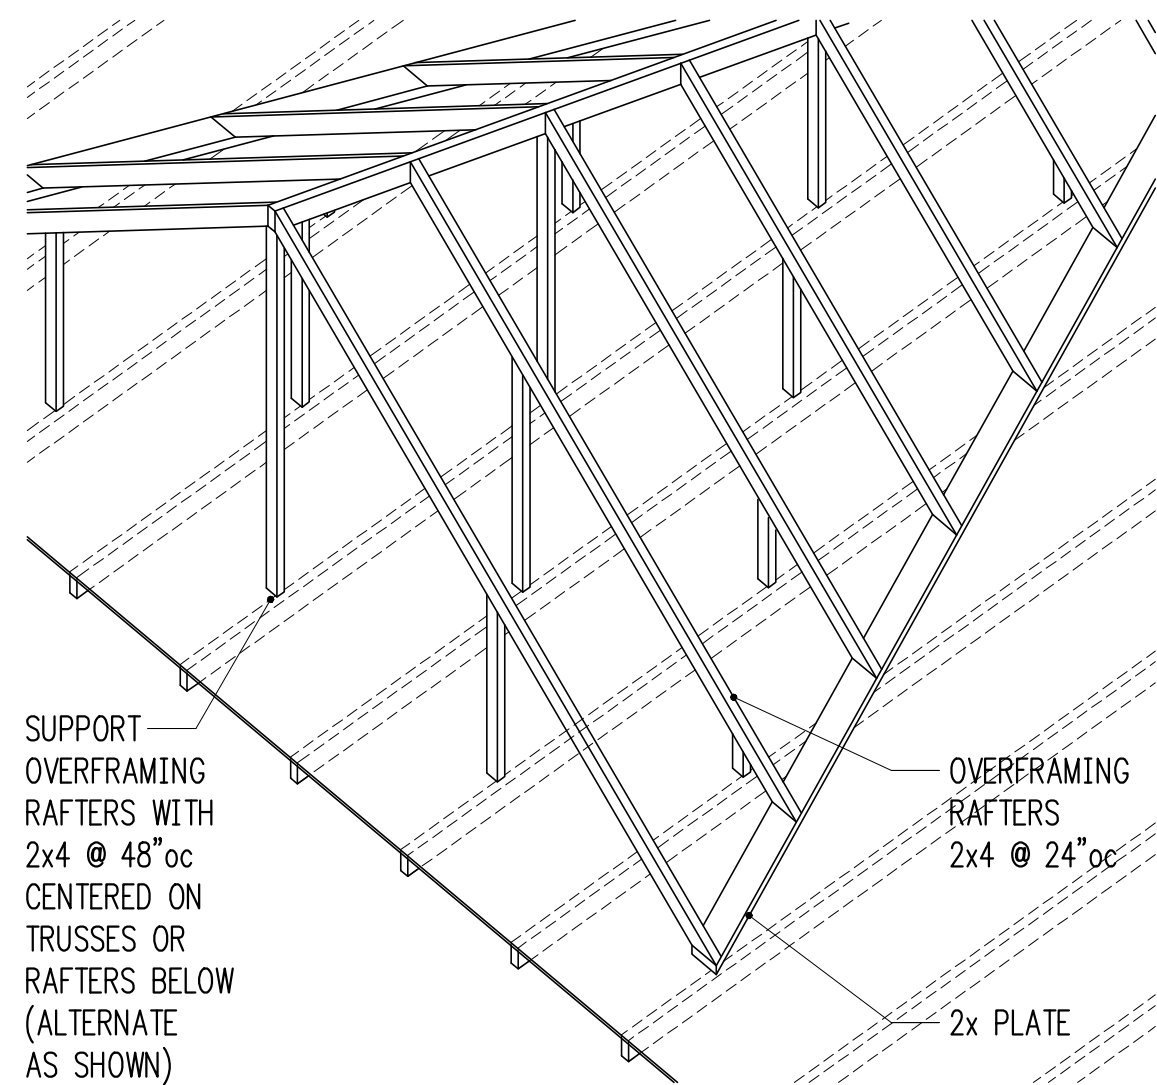 SUPPORT
OVERFRAMING
RAFTERS WITH
2x4 @ 48”oc
CENTERED ON
TRUSSES OR
RAFTERS BELOW
(ALTERNATE
AS SHOWN)
OVERFRAMING
RAFTERS
2x4 @ 24”oc
2x PLATE